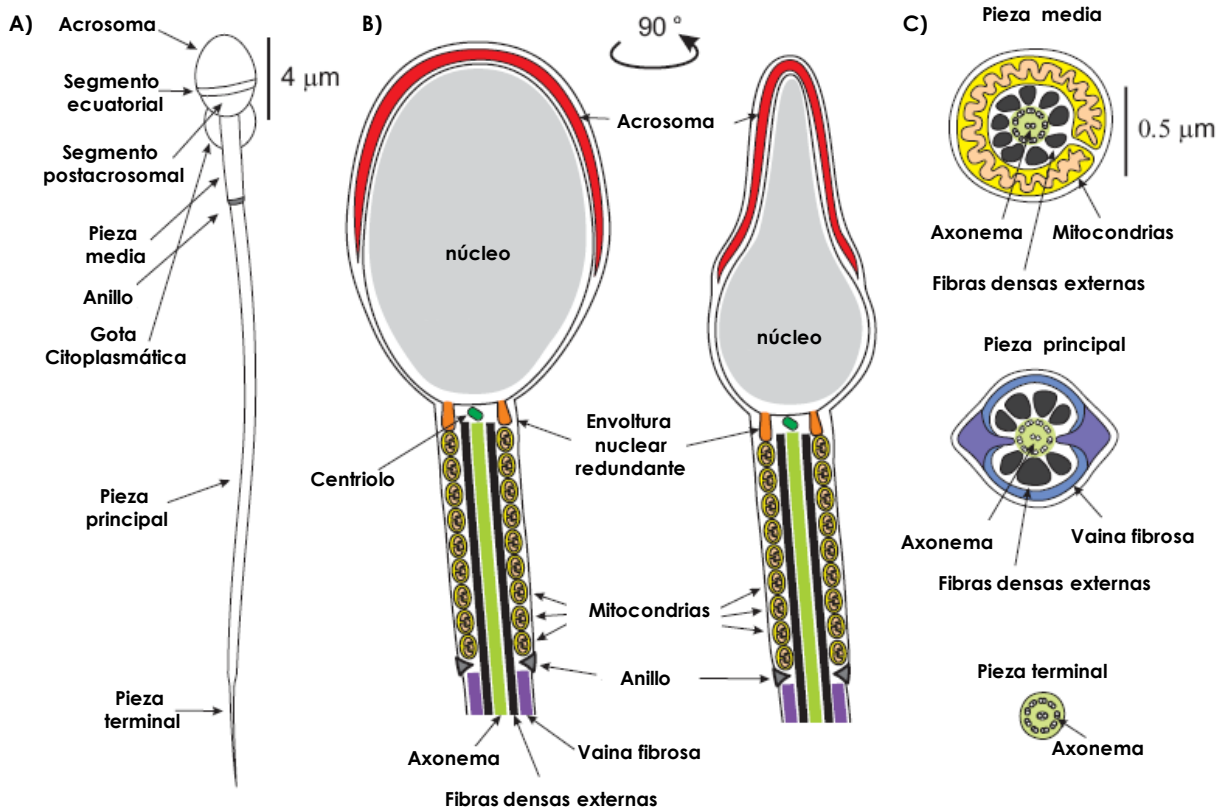 A)
Acrosoma
Segmento
ecuatorial
Segmento
postacrosomal
Pieza
media
Anillo
Gota
Citoplasmática
Pieza
principal
Pieza
terminal
4 μm
B)
90°
Acrosoma
núcleo
núcleo
Envoltura
nuclear
redundante
Centriolo
Mitocondrias
Anillo
Axonema
Vaina fibrosa
Fibras densas externas
C)
Pieza media
0.5 μm
Axonema
Mitocondrias
Fibras densas externas
Pieza principal
Axonema
Vaina fibrosa
Fibras densas externas
Pieza terminal
Axonema